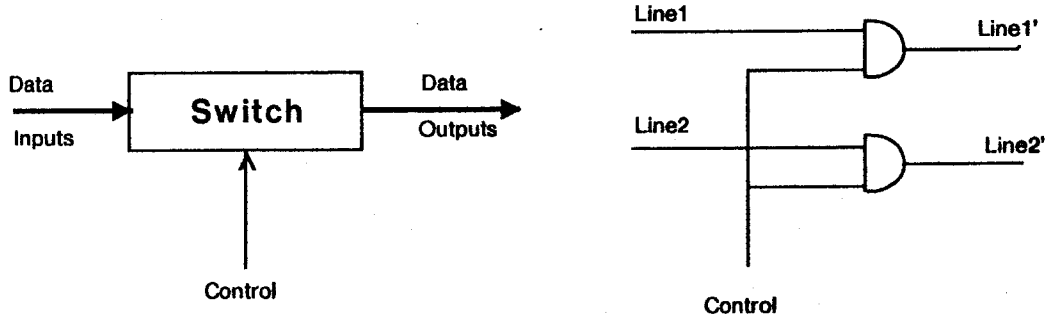 Data
Inputs
Switch
Data
Outputs
Control
Line1
Line1'
Line2
Line2'
Control